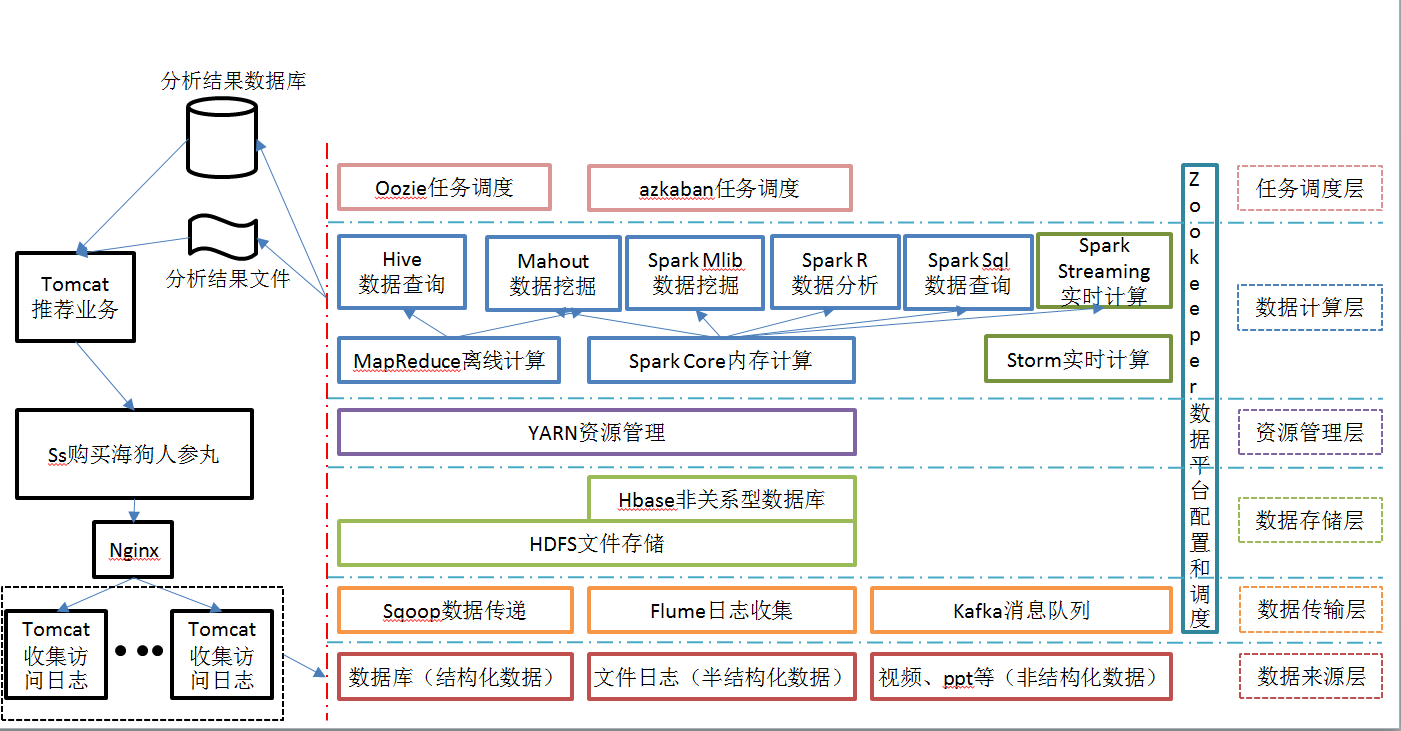 分析结果数据库
分析结果文件
Tomcat
推荐业务
Ss购买海狗人参丸
Nginx
Tomcat
收集访
问日志
Tomcat
收集访
问日志
Oozie任务调度
azkaban任务调度
任务调度层
Hive
数据查询
Mahout
数据挖掘
Spark Mlib
数据挖掘
Spark R
数据分析
Spark Sql
数据查询
Spark
Streaming
实时计算
数据计算层
MapReduce离线计算
Spark Core内存计算
Storm实时计算
YARN资源管理
资源管理层
Hbase非关系型数据库
HDFS文件存储
数据存储层
Sqoop数据传递
Flume日志收集
Kafka消息队列
数据传输层
数据库（结构化数据）
文件日志（半结构化数据）
视频、ppt等（非结构化数据）
数据来源层
Zookeeper数据平台配置和调度